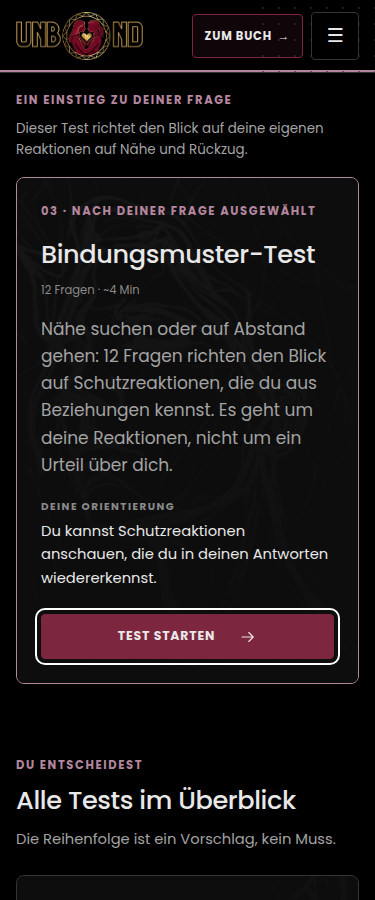 UNBOUND
ZUM BUCH →
☰
EIN EINSTIEG ZU DEINER FRAGE
Dieser Test richtet den Blick auf deine eigenen
Reaktionen auf Nähe und Rückzug.
03 · NACH DEINER FRAGE AUSGEWÄHLT
Bindungsmuster-Test
12 Fragen · ~4 Min
Nähe suchen oder auf Abstand
gehen: 12 Fragen richten den Blick
auf Schutzreaktionen, die du aus
Beziehungen kennst. Es geht um
deine Reaktionen, nicht um ein
Urteil über dich.
DEINE ORIENTIERUNG
Du kannst Schutzreaktionen
anschauen, die du in deinen Antworten
wiedererkennst.
TEST STARTEN →
DU ENTSCHEIDEST
Alle Tests im Überblick
Die Reihenfolge ist ein Vorschlag, kein Muss.